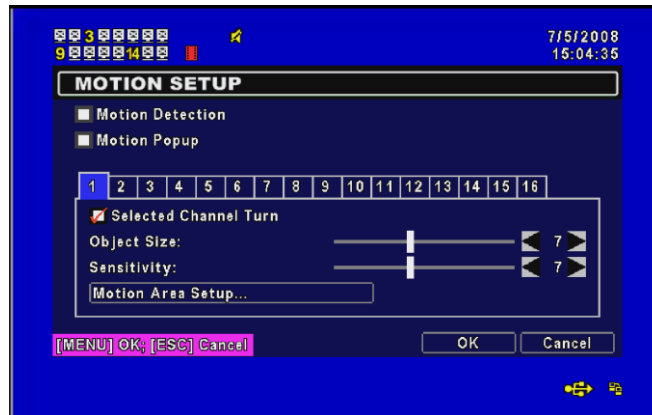 3
7/5/2008
9 14
15:04:35
MOTION SETUP
Motion Detection
Motion Popup
1 2 3 4 5 6 7 8 9 10 11 12 13 14 15 16
Selected Channel Turn
Object Size: 7
Sensitivity: 7
Motion Area Setup...
[MENU] OK; [ESC] Cancel OK Cancel